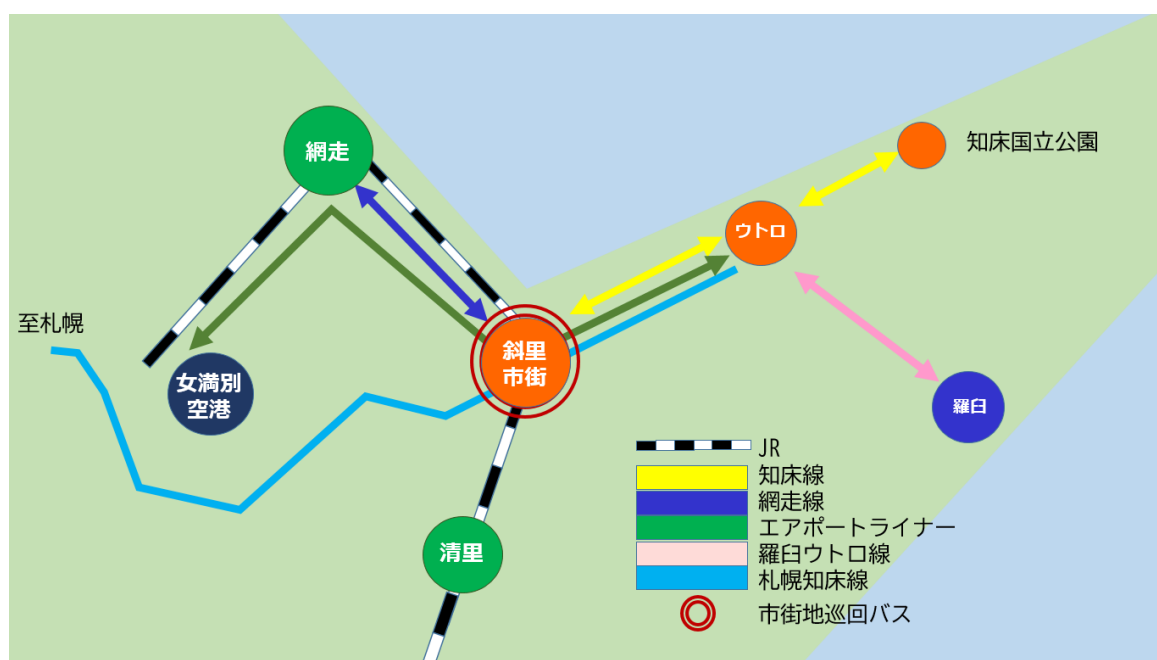 網走
知床国立公園
ウトロ
至札幌
斜里
市街
女満別
空港
羅臼
清里
JR
知床線
網走線
エアポートライナー
羅臼ウトロ線
札幌知床線
市街地巡回バス